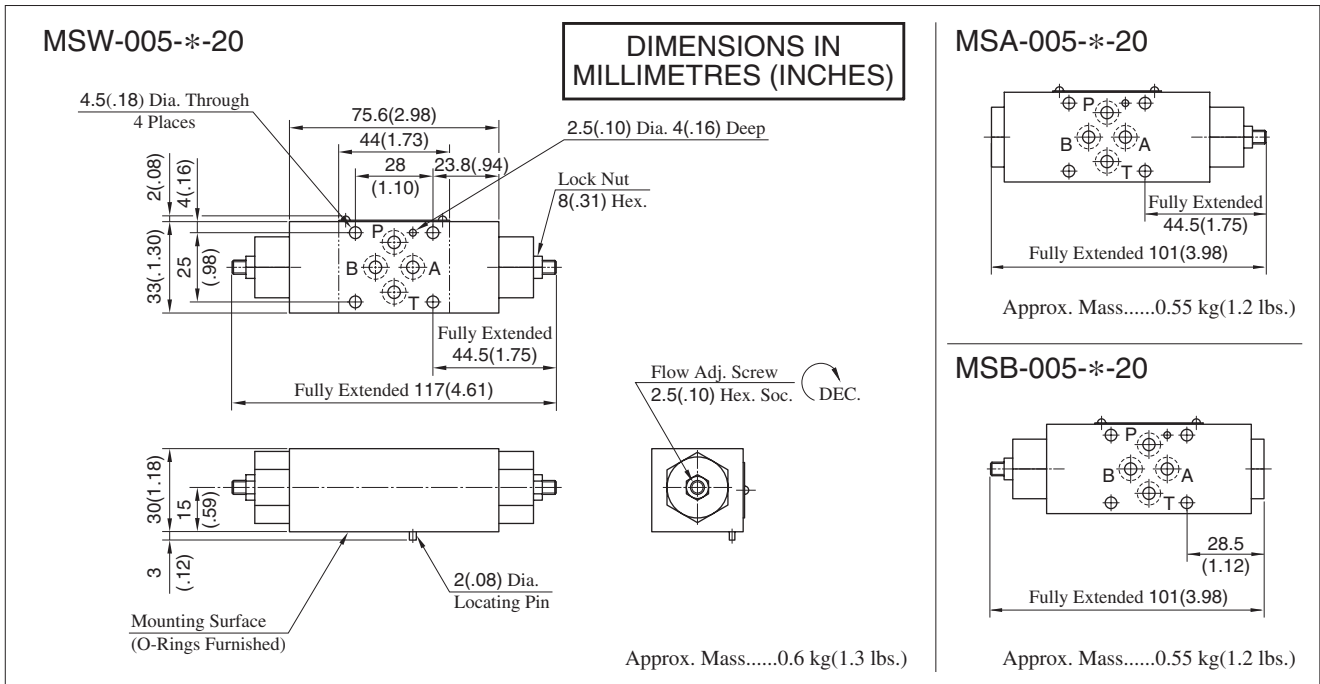 MSW-005-*-20
DIMENSIONS IN
MILLIMETRES (INCHES)
4.5(.18) Dia. Through
4 Places
75.6(2.98)
44(1.73)
28
(1.10)
23.8(.94)
2.5(.10) Dia. 4(.16) Deep
Lock Nut
8(.31) Hex.
2(.08)
4(.16)
33(.1.30)
25
(.98)
P
B
A
T
Fully Extended
44.5(1.75)
Fully Extended 117(4.61)
Flow Adj. Screw
2.5(.10) Hex. Soc.
DEC.
30(1.18)
15
(.59)
3
(.12)
2(.08) Dia.
Locating Pin
Mounting Surface
(O-Rings Furnished)
Approx. Mass......0.6 kg(1.3 lbs.)
MSA-005-*-20
P
B
A
T
Fully Extended
44.5(1.75)
Fully Extended 101(3.98)
Approx. Mass......0.55 kg(1.2 lbs.)
MSB-005-*-20
P
B
A
T
28.5
(1.12)
Fully Extended 101(3.98)
Approx. Mass......0.55 kg(1.2 lbs.)